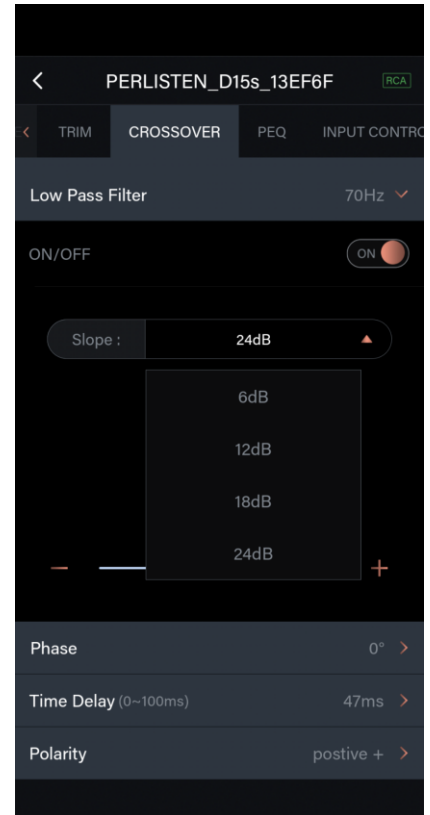 PERLISTEN_D15s_13EF6F RCA
TRIM CROSSOVER PEQ INPUT CONTRO
Low Pass Filter 70Hz
ON/OFF ON
Slope : 24dB
6dB
12dB
18dB
24dB
Phase 0°
Time Delay (0~100ms) 47ms
Polarity postive +